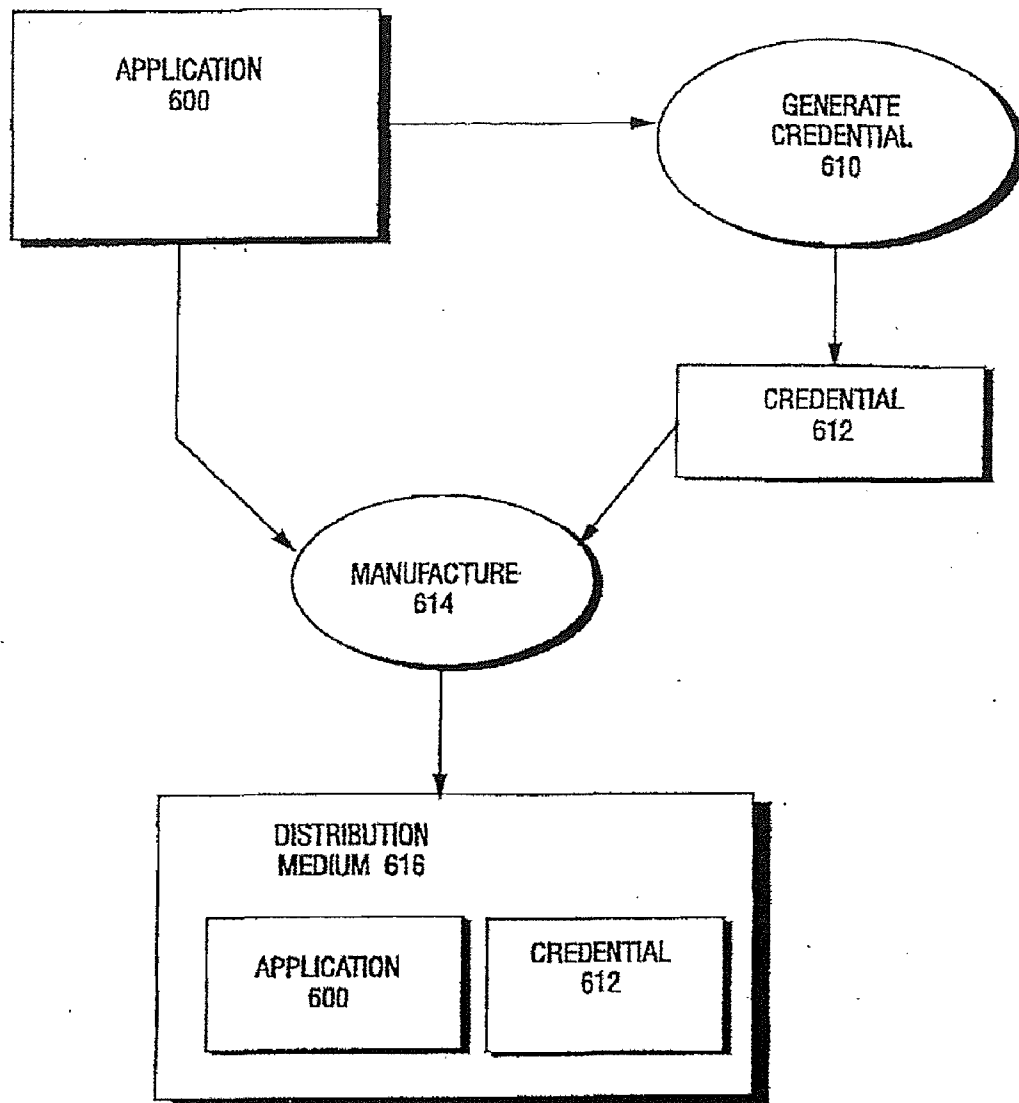 APPLICATION
600
GENERATE
CREDENTIAL
610
CREDENTIAL
612
MANUFACTURE
614
DISTRIBUTION
MEDIUM 616
APPLICATION
600
CREDENTIAL
612